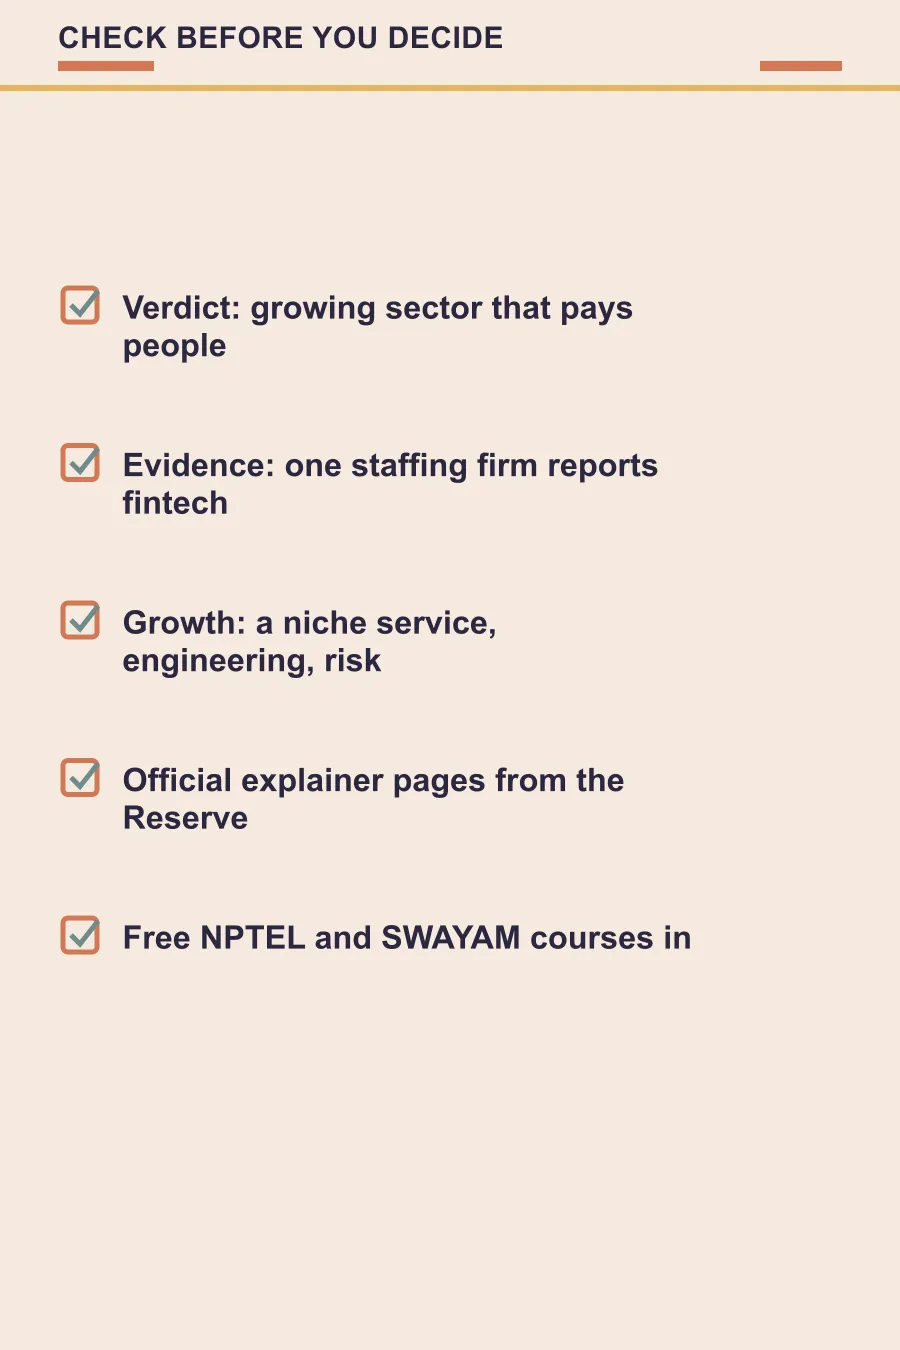 CHECK BEFORE YOU DECIDE
Verdict: growing sector that pays
people
Evidence: one staffing firm reports
fintech
Growth: a niche service,
engineering, risk
Official explainer pages from the
Reserve
Free NPTEL and SWAYAM courses in